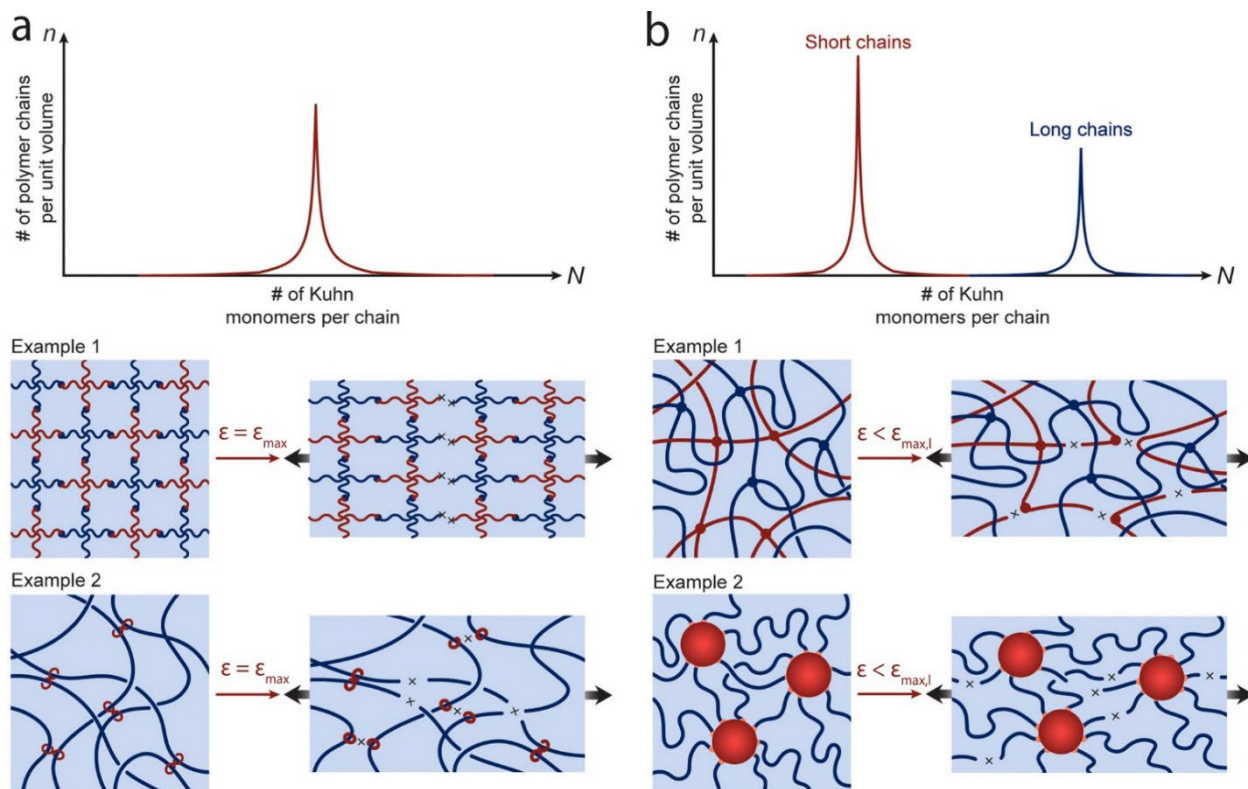 a
n
# of polymer chains
per unit volume
N
# of Kuhn
monomers per chain
Example 1
ε = ε_max
Example 2
ε = ε_max
b
n
# of polymer chains
per unit volume
Short chains
Long chains
N
# of Kuhn
monomers per chain
Example 1
ε < ε_max,l
Example 2
ε < ε_max,l